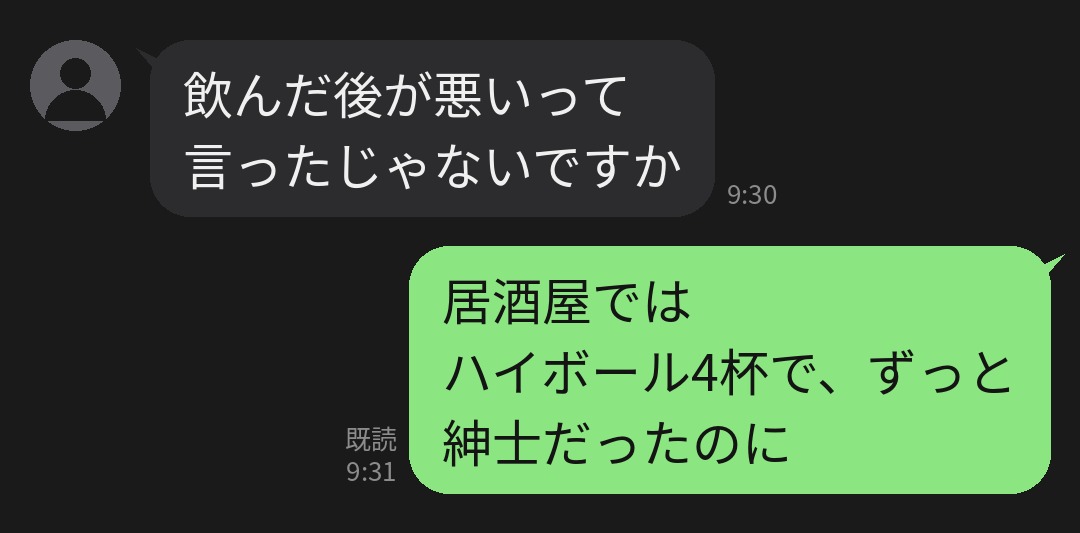 飲んだ後が悪いって
言ったじゃないですか
9:30
居酒屋では
ハイボール4杯で、ずっと
紳士だったのに
既読
9:31